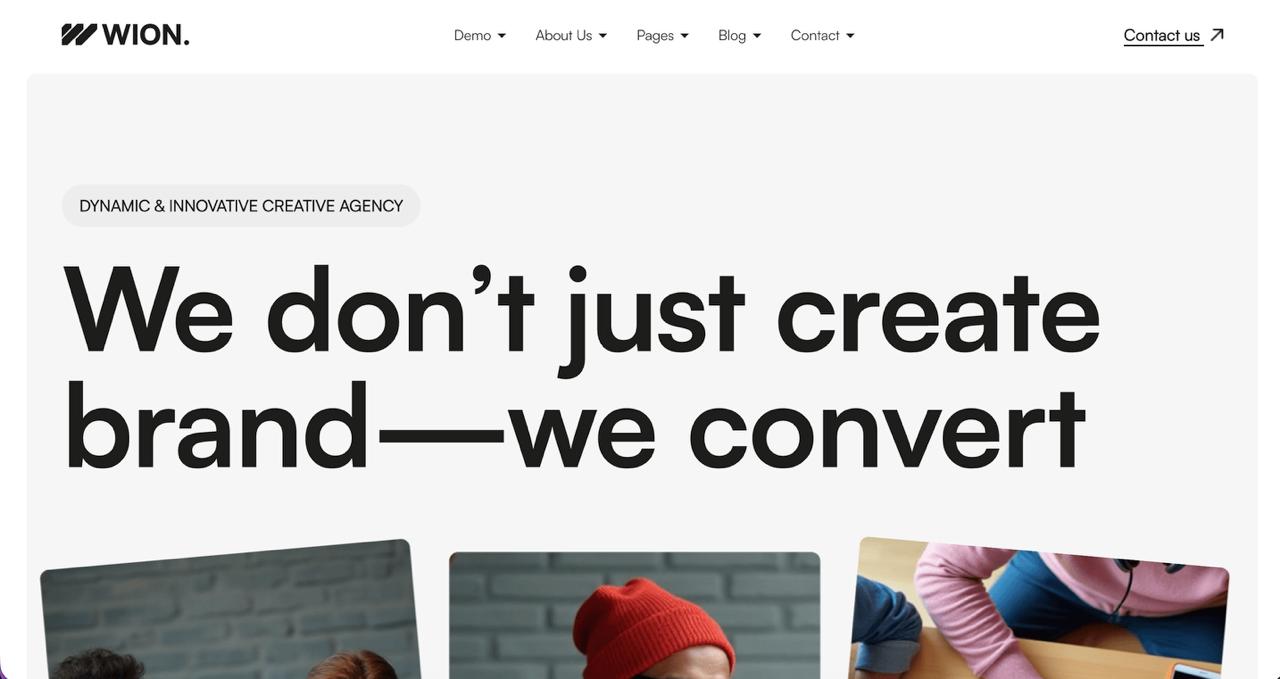 WION.
Demo
About Us
Pages
Blog
Contact
Contact us
DYNAMIC & INNOVATIVE CREATIVE AGENCY
We don’t just create
brand—we convert